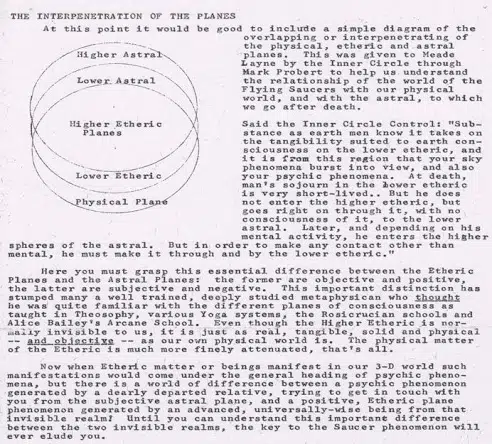 THE INTERPENETRATION OF THE PLANES
At this point it would be good to include a simple diagram of the
overlapping or interpenetrating of
the physical, etheric and astral
planes. This was given to Meade
Layne by the Inner Circle through
Mark Probert to help us understand
the relationship of the world of the
Flying Saucers with our physical
world, and with the astral, to which
we go after death.
Higher Astral
Lower Astral
Higher Etheric
Planes
Lower Etheric
Physical Plane
Said the Inner Circle Control: "Sub-
stance as earth men know it takes on
the tangibility suited to earth con-
sciousness on the lower etheric, and
it is from this region that your sky
phenomena burst into view, and also
your psychic phenomena. At death,
man's sojourn in the lower etheric
is very short-lived.. But he does
not enter the higher etheric, but
goes right on through it, with no
consciousness of it, to the lower
astral. Later, and depending on his
mental activity, he enters the higher
spheres of the astral. But in order to make any contact other than
mental, he must make it through and by the lower etheric."
Here you must grasp this essential difference between the Etheric
Planes and the Astral Planes: the former are objective and positive,
the latter are subjective and negative. This important distinction has
stumped many a well trained, deeply studied metaphysician who thought
he was quite familiar with the different planes of consciousness as
taught in Theosophy, various Yoga systems, the Rosicrucian schools and
Alice Bailey's Arcane School. Even though the Higher Etheric is nor-
mally invisible to us, it is just as real, tangible, solid and physical
-- and objective -- as our own physical world is. The physical matter
of the Etheric is much more finely attenuated, that's all.
Now when Etheric matter or beings manifest in our 3-D world such
manifestations would come under the general heading of psychic pheno-
mena, but there is a world of difference between a psychic phenomenon
generated by a dearly departed relative, trying to get in touch with
you from the subjective astral plane, and a positive, Etheric plane
phenomenon generated by an advanced, universally-wise being from that
invisible realm! Until you can understand this important difference
between the two invisible realms, the key to the Saucer phenomenon will
ever elude you.